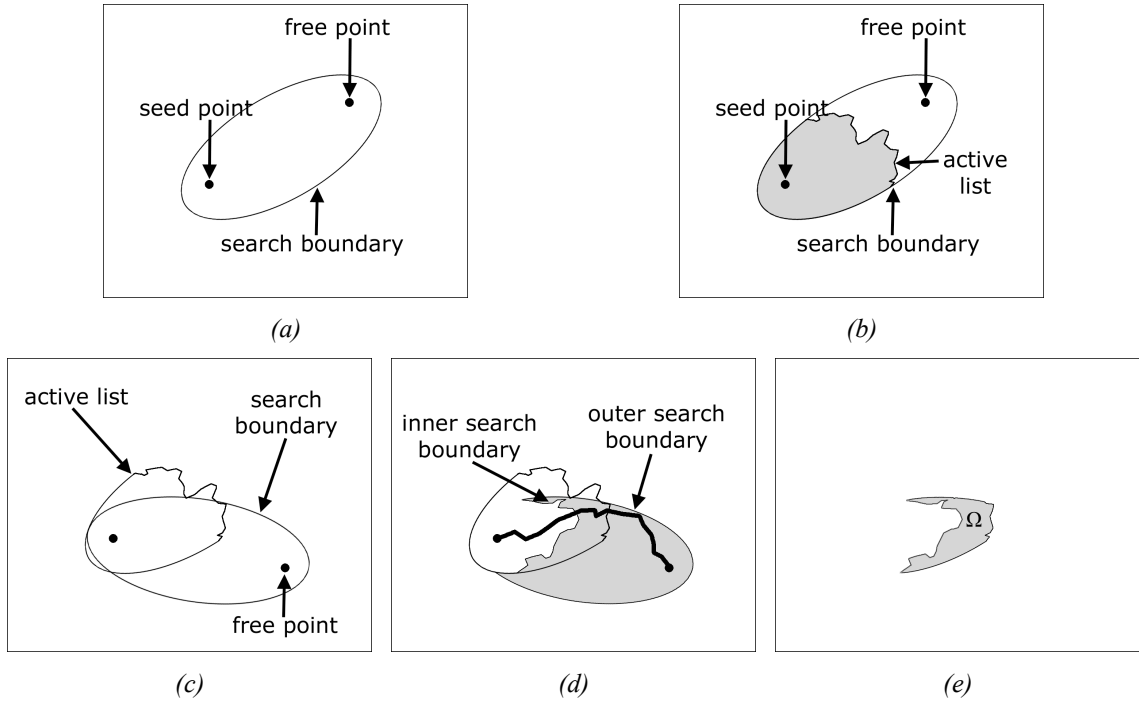 free point
seed point
search boundary
(a)
free point
seed point
active
list
search boundary
(b)
active list
search
boundary
free point
(c)
inner search
boundary
outer search
boundary
(d)
Ω
(e)